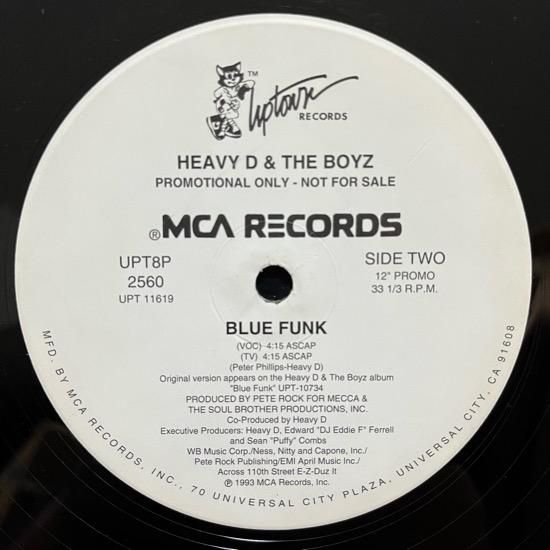 Uptown ™
RECORDS
HEAVY D & THE BOYZ
PROMOTIONAL ONLY - NOT FOR SALE
®MCA RECORDS
UPT8P
2560
UPT 11619
SIDE TWO
12" PROMO
33 1/3 R.P.M.
BLUE FUNK
(VOC) 4:15 ASCAP
(TV) 4:15 ASCAP
(Peter Phillips-Heavy D)
Original version appears on the Heavy D & The Boyz album
"Blue Funk" UPT-10734
PRODUCED BY PETE ROCK FOR MECCA &
THE SOUL BROTHER PRODUCTIONS, INC.
Co-Produced by Heavy D
Executive Producers: Heavy D, Edward "DJ Eddie F" Ferrell
and Sean "Puffy" Combs
WB Music Corp./Ness, Nitty and Capone, Inc./
Pete Rock Publishing/EMI April Music Inc./
Across 110th Street E-Z-Duz It
℗ 1993 MCA Records, Inc.
MFD. BY MCA RECORDS, INC., 70 UNIVERSAL CITY PLAZA, UNIVERSAL CITY, CA 91608